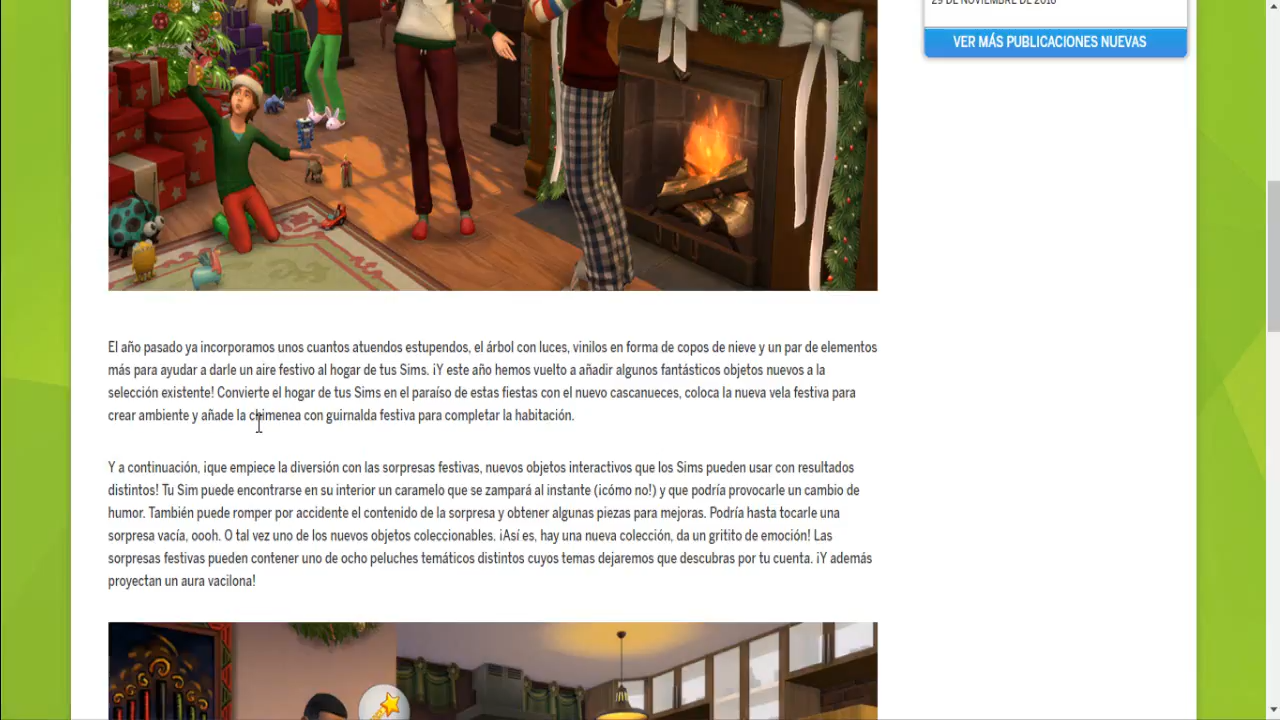 29 DE NOVIEMBRE DE 2016
VER MÁS PUBLICACIONES NUEVAS
El año pasado ya incorporamos unos cuantos atuendos estupendos, el árbol con luces, vinilos en forma de copos de nieve y un par de elementos
más para ayudar a darle un aire festivo al hogar de tus Sims. ¡Y este año hemos vuelto a añadir algunos fantásticos objetos nuevos a la
selección existente! Convierte el hogar de tus Sims en el paraíso de estas fiestas con el nuevo cascanueces, coloca la nueva vela festiva para
crear ambiente y añade la chimenea con guirnalda festiva para completar la habitación.
Y a continuación, ¡que empiece la diversión con las sorpresas festivas, nuevos objetos interactivos que los Sims pueden usar con resultados
distintos! Tu Sim puede encontrarse en su interior un caramelo que se zampará al instante (¡cómo no!) y que podría provocarle un cambio de
humor. También puede romper por accidente el contenido de la sorpresa y obtener algunas piezas para mejoras. Podría hasta tocarle una
sorpresa vacía, oooh. O tal vez uno de los nuevos objetos coleccionables. ¡Así es, hay una nueva colección, da un gritito de emoción! Las
sorpresas festivas pueden contener uno de ocho peluches temáticos distintos cuyos temas dejaremos que descubras por tu cuenta. ¡Y además
proyectan un aura vacilona!